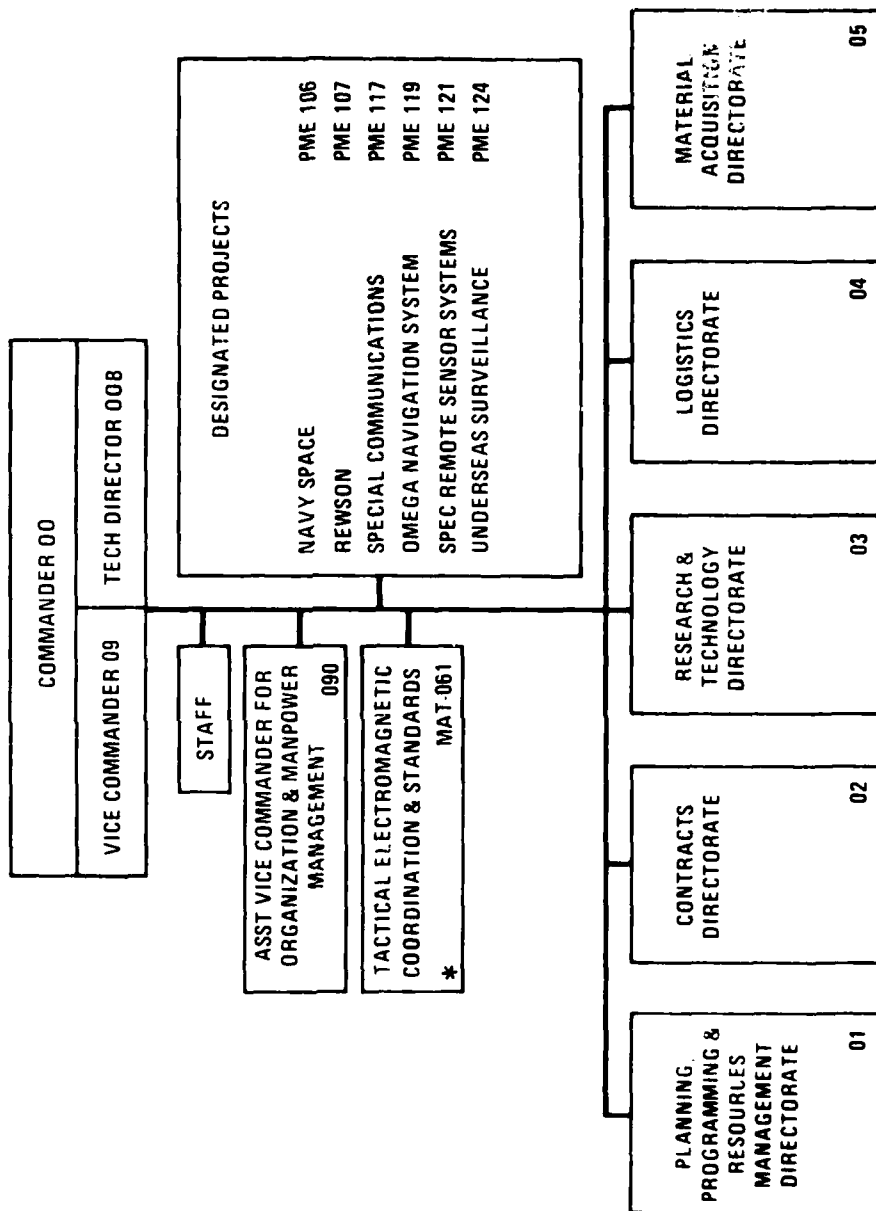 COMMANDER 00
VICE COMMANDER 09
TECH DIRECTOR 00B
STAFF
ASST VICE COMMANDER FOR
ORGANIZATION & MANPOWER
MANAGEMENT
090
TACTICAL ELECTROMAGNETIC
COORDINATION & STANDARDS
* MAT-061
DESIGNATED PROJECTS
NAVY SPACE PME 106
REWSON PME 107
SPECIAL COMMUNICATIONS PME 117
OMEGA NAVIGATION SYSTEM PME 119
SPEC REMOTE SENSOR SYSTEMS PME 121
UNDERSEAS SURVEILLANCE PME 124
PLANNING,
PROGRAMMING &
RESOURCES
MANAGEMENT
DIRECTORATE
01
CONTRACTS
DIRECTORATE
02
RESEARCH &
TECHNOLOGY
DIRECTORATE
03
LOGISTICS
DIRECTORATE
04
MATERIAL
ACQUISITION
DIRECTORATE
05